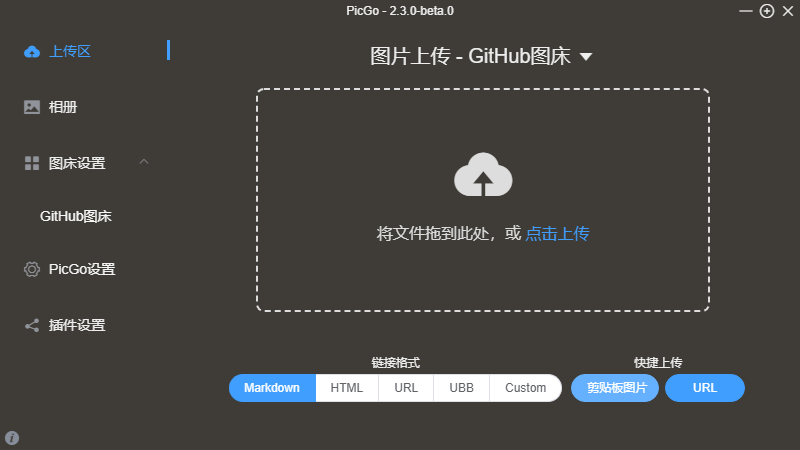 PicGo - 2.3.0-beta.0
上传区
相册
图床设置
GitHub图床
PicGo设置
插件设置
图片上传 - GitHub图床
将文件拖到此处，或 点击上传
链接格式
Markdown HTML URL UBB Custom
快捷上传
剪贴板图片 URL